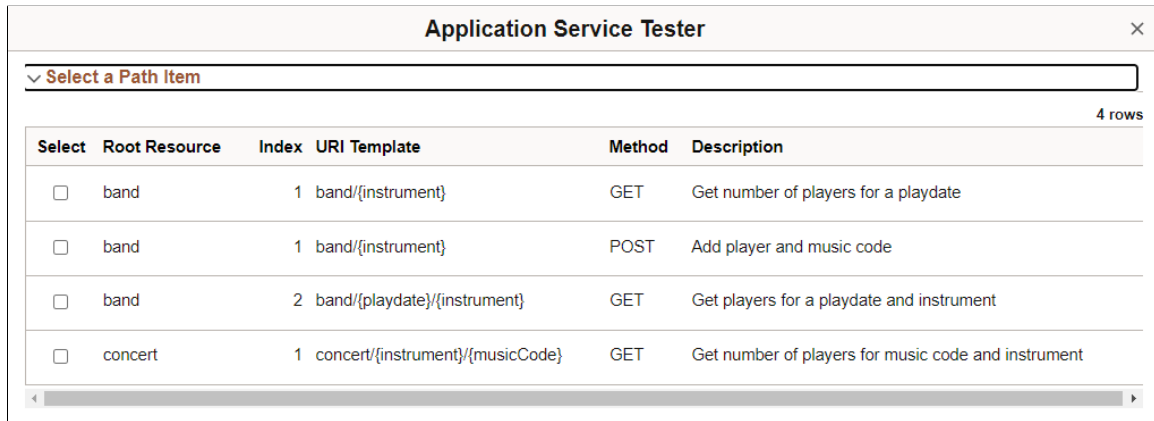 Application Service Tester
Select a Path Item
4 rows
Select Root Resource Index URI Template Method Description
band 1 band/{instrument} GET Get number of players for a playdate
band 1 band/{instrument} POST Add player and music code
band 2 band/{playdate}/{instrument} GET Get players for a playdate and instrument
concert 1 concert/{instrument}/{musicCode} GET Get number of players for music code and instrument